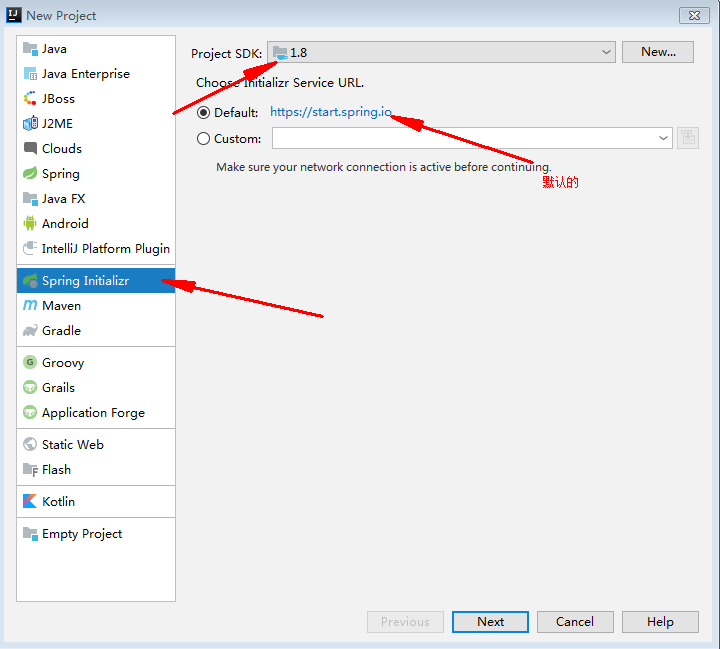 New Project
Java
Java Enterprise
JBoss
J2ME
Clouds
Spring
Java FX
Android
IntelliJ Platform Plugin
Spring Initializr
Maven
Gradle
Groovy
Grails
Application Forge
Static Web
Flash
Kotlin
Empty Project
Project SDK: 1.8 New...
Choose Initializr Service URL.
Default: https://start.spring.io
Custom:
Make sure your network connection is active before continuing.
默认的
Previous Next Cancel Help